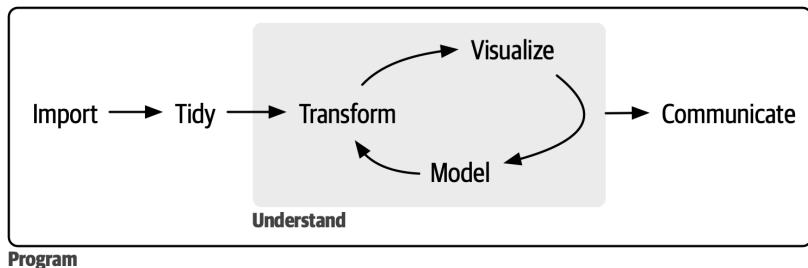 Import
Tidy
Transform
Visualize
Model
Communicate
Understand
Program